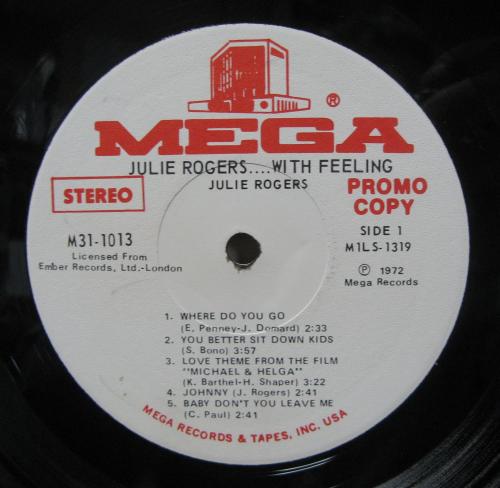 ®
MEGA
JULIE ROGERS....WITH FEELING
JULIE ROGERS
STEREO
PROMO
COPY
M31-1013
Licensed From
Ember Records, Ltd.-London
SIDE 1
M1LS-1319
Ⓟ 1972
Mega Records
1. WHERE DO YOU GO
(E. Penney-J. Domard) 2:33
2. YOU BETTER SIT DOWN KIDS
(S. Bono) 3:57
3. LOVE THEME FROM THE FILM
"MICHAEL & HELGA"
(K. Barthel-H. Shaper) 3:22
4. JOHNNY (J. Rogers) 2:41
5. BABY DON'T YOU LEAVE ME
(C. Paul) 2:41
MEGA RECORDS & TAPES, INC. USA